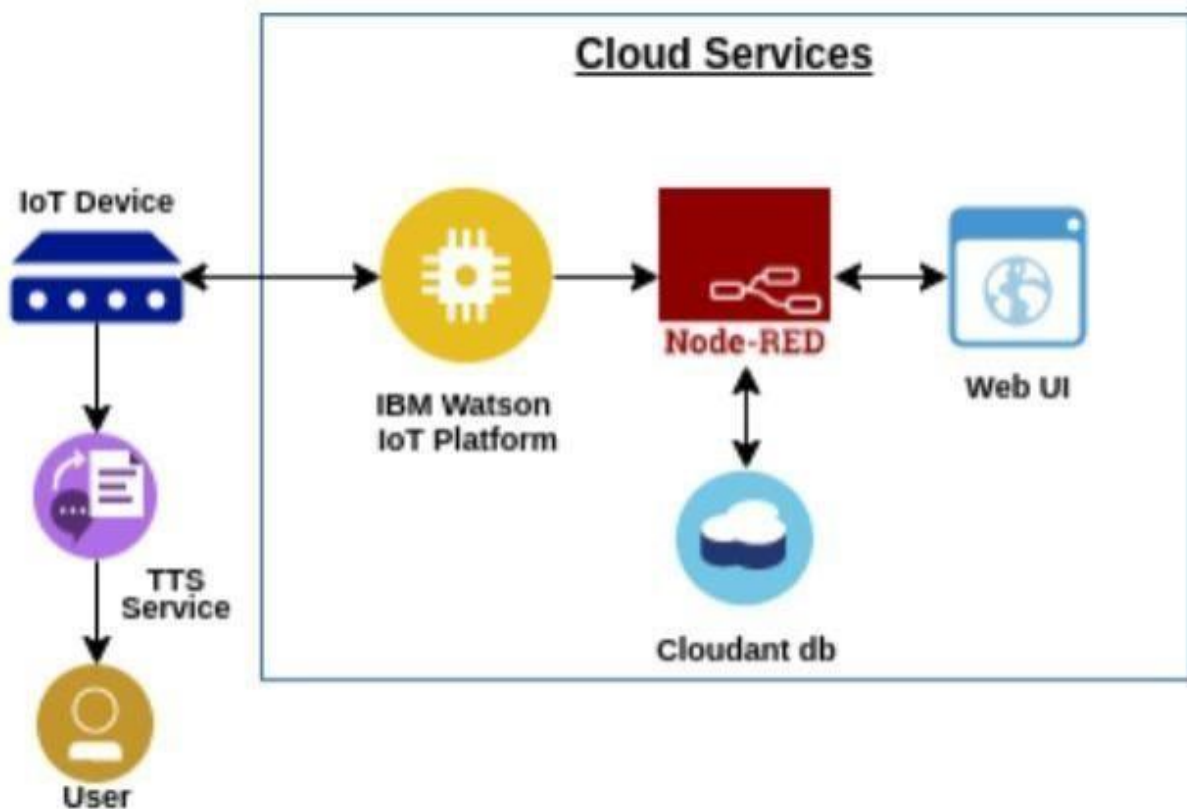 Cloud Services
IoT Device
Node-RED
Web UI
IBM Watson
IoT Platform
TTS
Service
Cloudant db
User